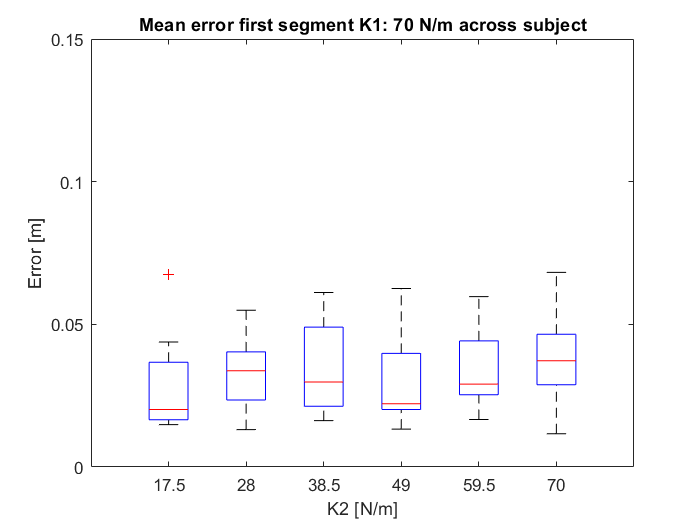 Mean error first segment K1: 70 N/m across subject
0.15
0.1
0.05
0
Error [m]
17.5 28 38.5 49 59.5 70
K2 [N/m]